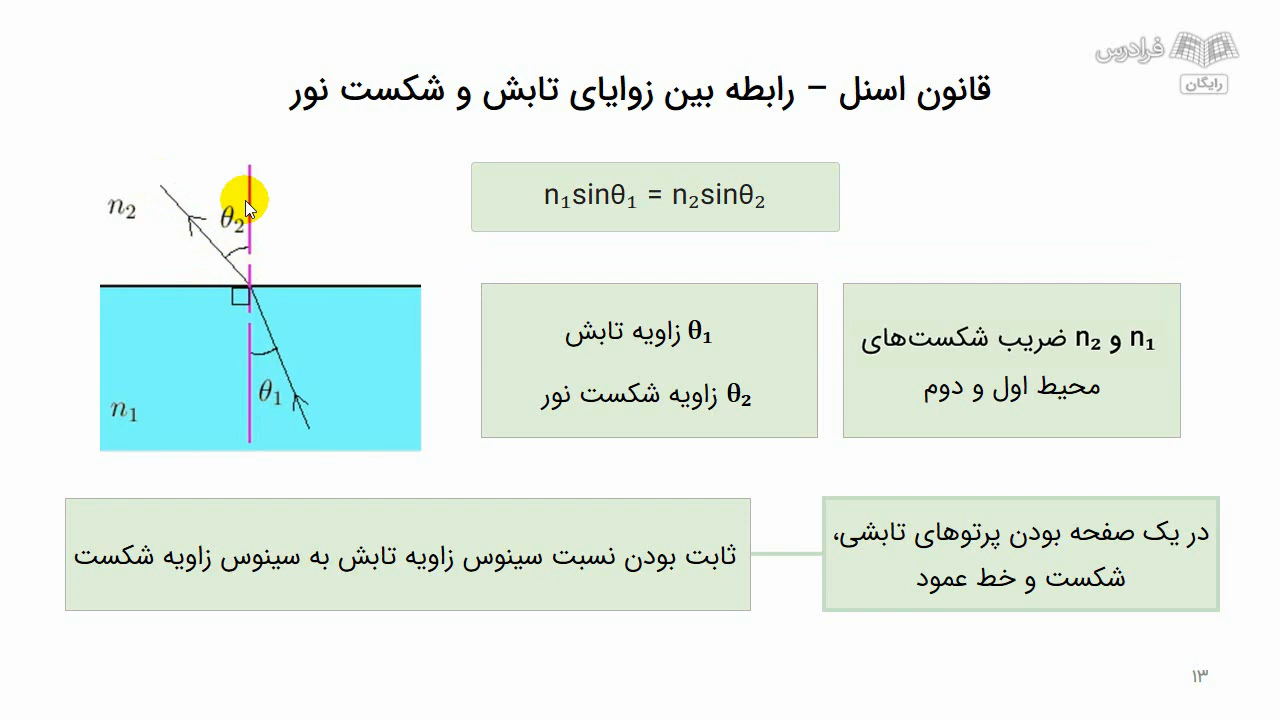 فرادرس
رایگان
قانون اسنل – رابطه بین زوایای تابش و شکست نور
n₁sinθ₁ = n₂sinθ₂
n₂
θ₂
θ₁
n₁
n₁ و n₂ ضریب شکست‌های
محیط اول و دوم
θ₁ زاویه تابش
θ₂ زاویه شکست نور
در یک صفحه بودن پرتوهای تابشی،
شکست و خط عمود
ثابت بودن نسبت سینوس زاویه تابش به سینوس زاویه شکست
۱۳